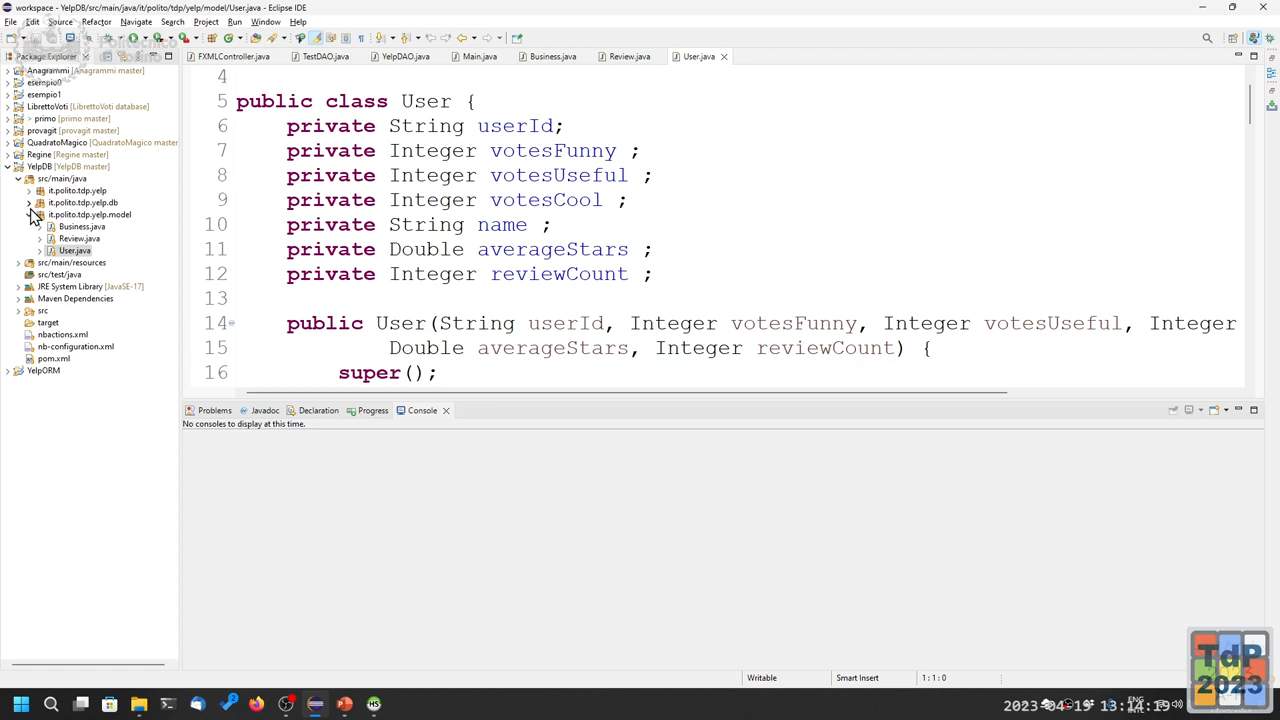 workspace - YelpDB/src/main/java/it/polito/tdp/yelp/model/User.java - Eclipse IDE
File Edit Source Refactor Navigate Search Project Run Window Help
Package Explorer
FXMLController.java TestDAO.java YelpDAO.java Main.java Business.java Review.java User.java
Anagrammi [Anagrammi master]
esempio0
esempio1
LibrettoVoti [LibrettoVoti database]
> primo [primo master]
provagit [provagit master]
QuadratoMagico [QuadratoMagico master
Regine [Regine master]
YelpDB [YelpDB master]
src/main/java
it.polito.tdp.yelp
it.polito.tdp.yelp.db
it.polito.tdp.yelp.model
Business.java
Review.java
User.java
src/main/resources
src/test/java
JRE System Library [JavaSE-17]
Maven Dependencies
src
target
nbactions.xml
nb-configuration.xml
pom.xml
YelpORM
4
5 public class User {
6 private String userId;
7 private Integer votesFunny ;
8 private Integer votesUseful ;
9 private Integer votesCool ;
10 private String name ;
11 private Double averageStars ;
12 private Integer reviewCount ;
13
14 public User(String userId, Integer votesFunny, Integer votesUseful, Integer
15 Double averageStars, Integer reviewCount) {
16 super();
Problems Javadoc Declaration Progress Console
No consoles to display at this time.
Writable Smart Insert 1 : 1 : 0
TdP
2023
ENG
2023-04-19 13:14:19